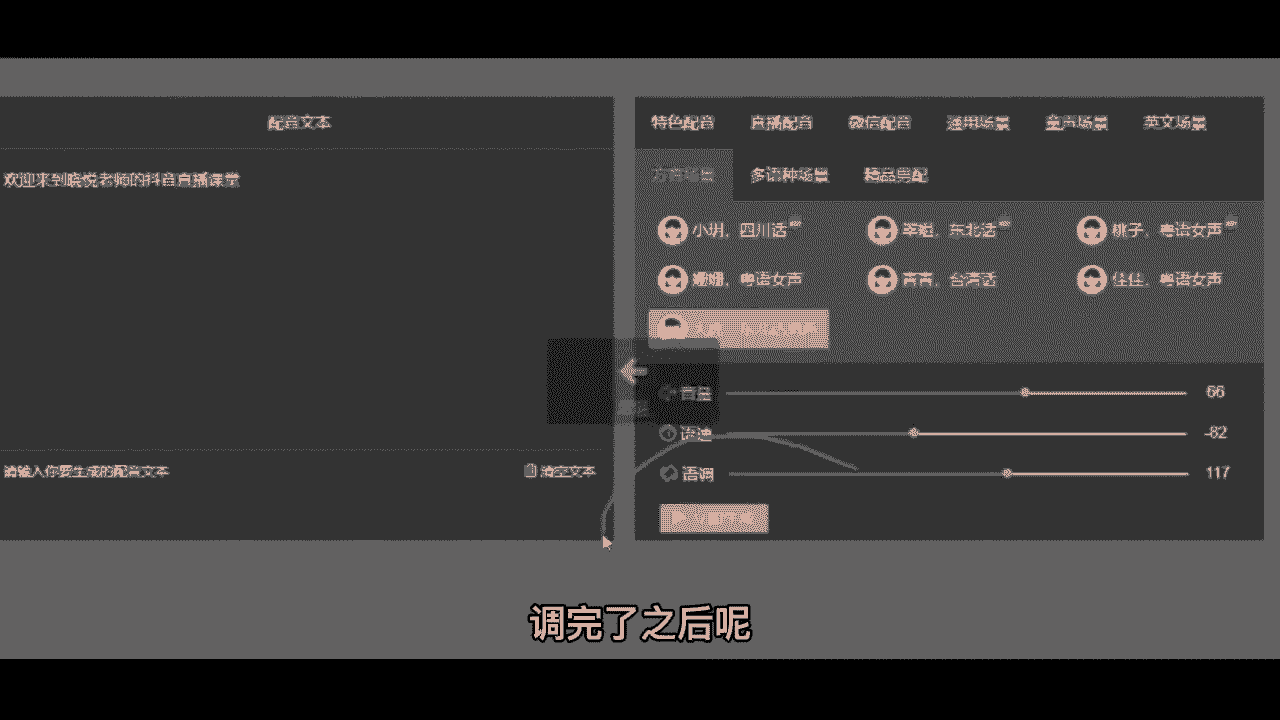 配音文本
欢迎来到晓悦老师的抖音直播课堂
请输入你要生成的配音文本
清空文本
特色配音 直播配音 微信配音 通用场景 童声场景 英文场景
方言场景 多语种场景 精品男配
小玥, 四川话
东北话
桃子, 粤语女声
姗姗, 粤语女声
青青, 台湾话
佳佳, 粤语女声
音量 66
语速 -82
语调 117
调完了之后呢